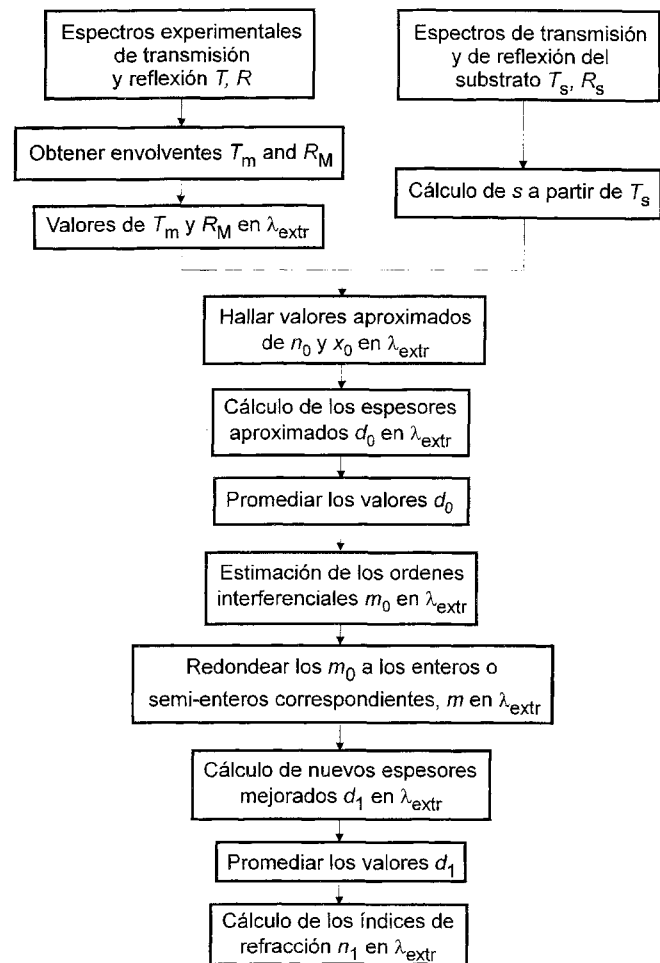 Espectros experimentales
de transmisión
y reflexión T, R
Espectros de transmisión
y de reflexión del
substrato Ts, Rs
Obtener envolventes Tm and RM
Cálculo de s a partir de Ts
Valores de Tm y RM en λextr
Hallar valores aproximados
de n0 y x0 en λextr
Cálculo de los espesores
aproximados d0 en λextr
Promediar los valores d0
Estimación de los ordenes
interferenciales m0 en λextr
Redondear los m0 a los enteros o
semi-enteros correspondientes, m en λextr
Cálculo de nuevos espesores
mejorados d1 en λextr
Promediar los valores d1
Cálculo de los índices de
refracción n1 en λextr